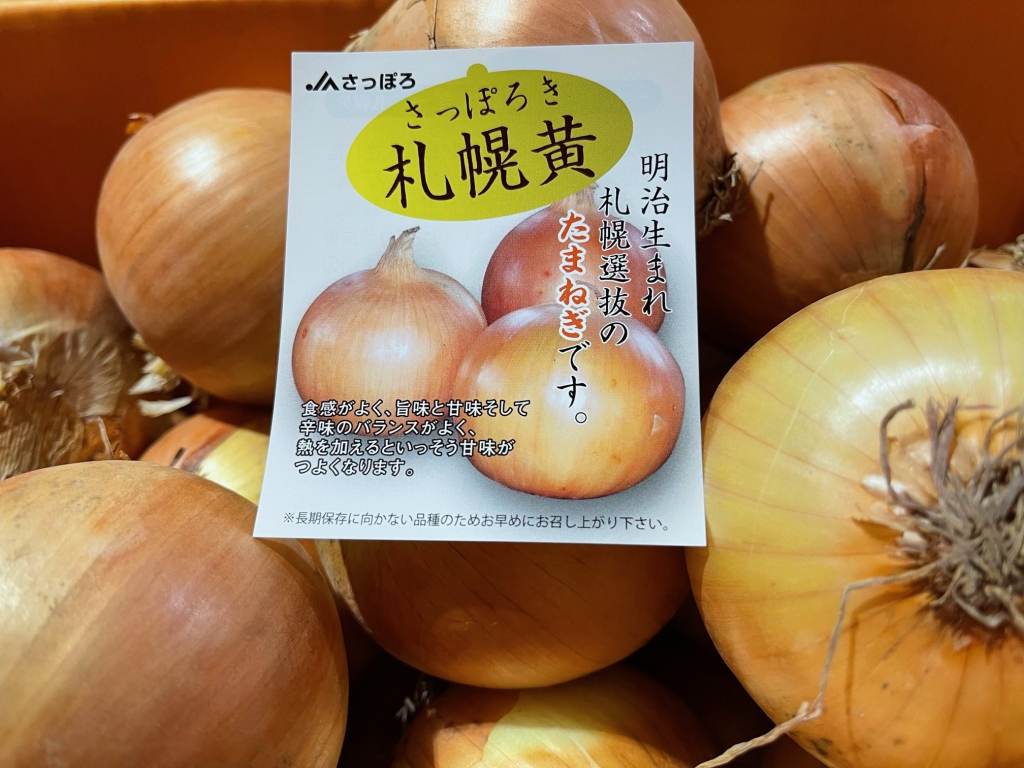 JAさっぽろ
さっぽろき
札幌黄
明治生まれ
札幌選抜の
たまねぎです。
食感がよく、旨味と甘味そして
辛味のバランスがよく、
熱を加えるといっそう甘味が
つよくなります。
※長期保存に向かない品種のためお早めにお召し上がり下さい。